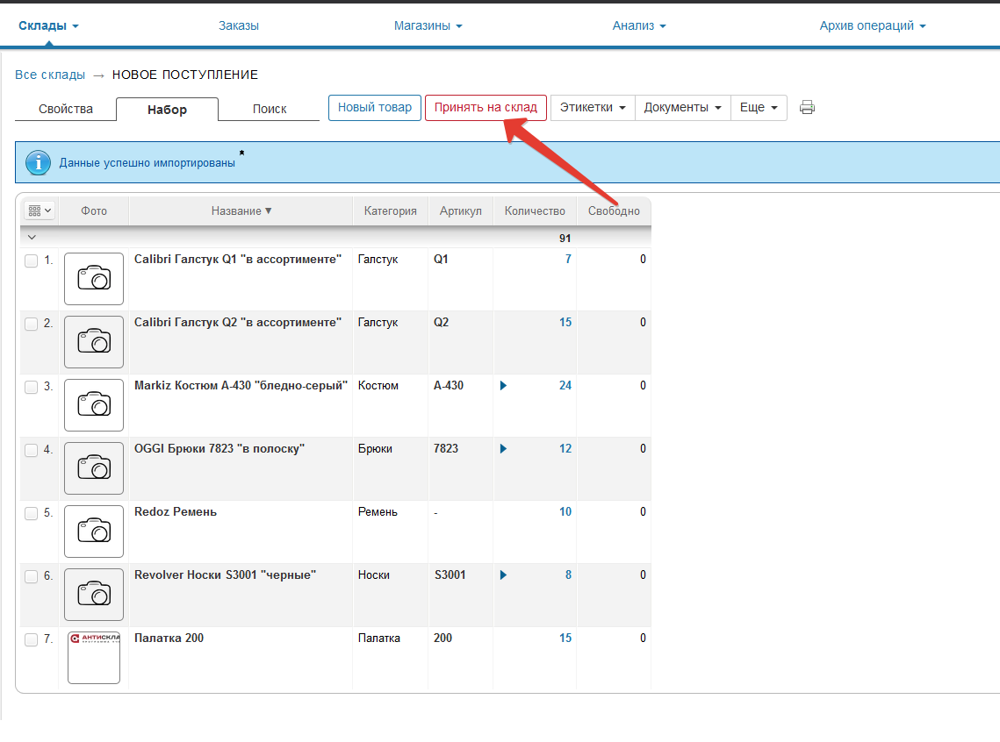 Склады Заказы Магазины Анализ Архив операций
Все склады → НОВОЕ ПОСТУПЛЕНИЕ
Свойства Набор Поиск Новый товар Принять на склад Этикетки Документы Еще
Данные успешно импортированы *
Фото Название ▼ Категория Артикул Количество Свободно
91
1. Calibri Галстук Q1 "в ассортименте" Галстук Q1 7 0
2. Calibri Галстук Q2 "в ассортименте" Галстук Q2 15 0
3. Markiz Костюм А-430 "бледно-серый" Костюм А-430 24 0
4. OGGI Брюки 7823 "в полоску" Брюки 7823 12 0
5. Redoz Ремень Ремень - 10 0
6. Revolver Носки S3001 "черные" Носки S3001 8 0
7. АНТИСКЛА Палатка 200 Палатка 200 15 0